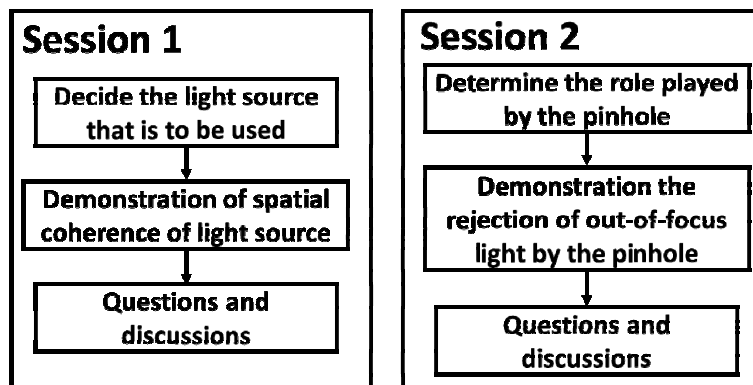 Session 1
Decide the light source
that is to be used
Demonstration of spatial
coherence of light source
Questions and
discussions
Session 2
Determine the role played
by the pinhole
Demonstration the
rejection of out-of-focus
light by the pinhole
Questions and
discussions